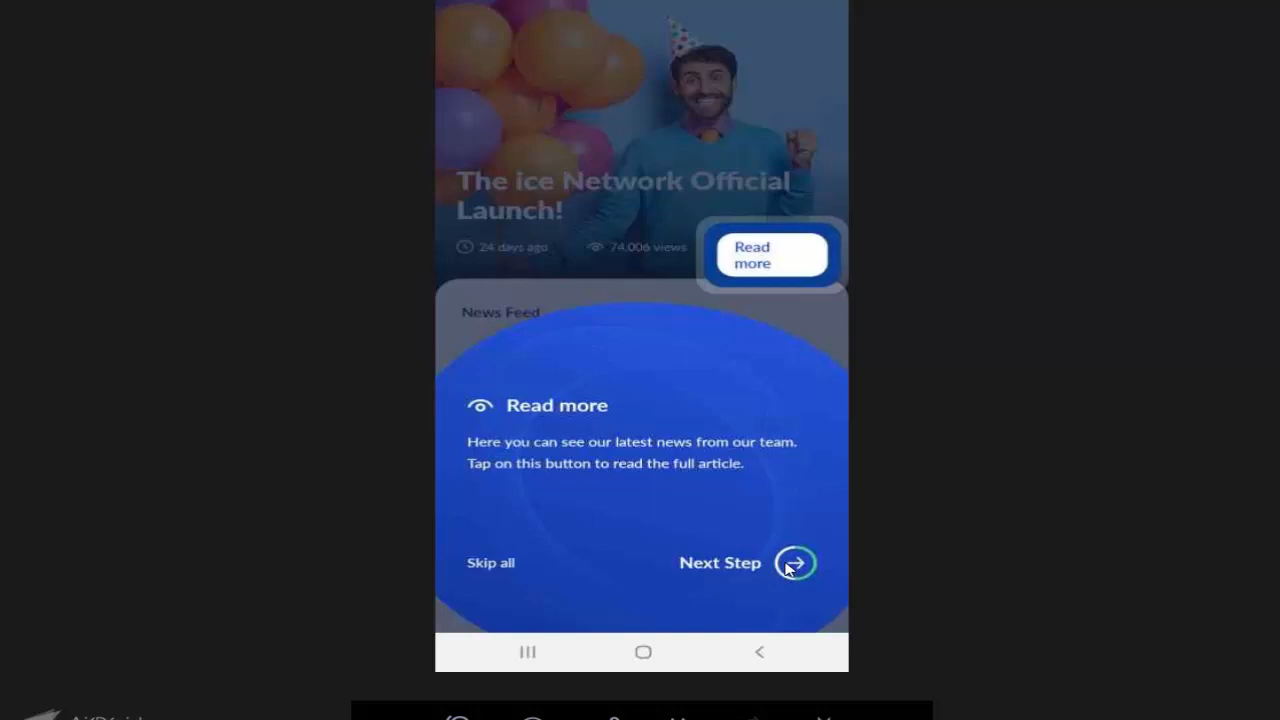 The ice Network Official
Launch!
24 days ago
74.006 views
Read
more
News Feed
Read more
Here you can see our latest news from our team.
Tap on this button to read the full article.
Skip all
Next Step